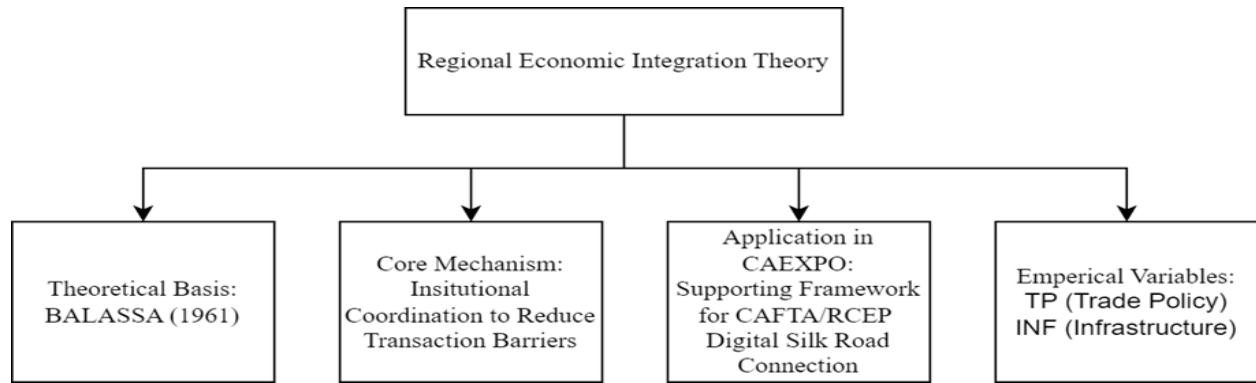 Regional Economic Integration Theory
Theoretical Basis:
BALASSA (1961)
Core Mechanism:
Insitutional
Coordination to Reduce
Transaction Barriers
Application in
CAEXPO:
Supporting Framework
for CAFTA/RCEP
Digital Silk Road
Connection
Emperical Variables:
TP (Trade Policy)
INF (Infrastructure)